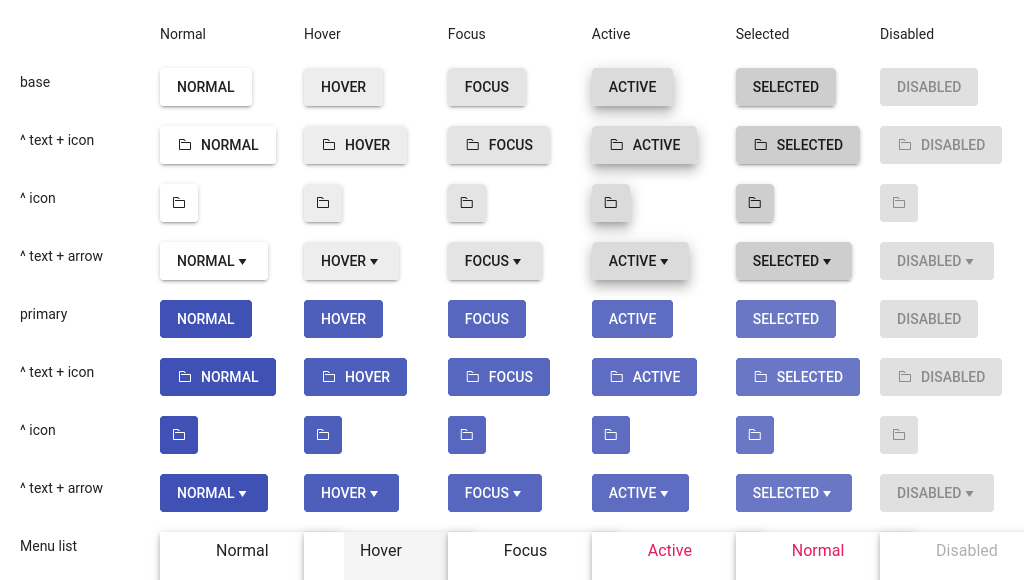 Normal Hover Focus Active Selected Disabled
base NORMAL HOVER FOCUS ACTIVE SELECTED DISABLED
^ text + icon NORMAL HOVER FOCUS ACTIVE SELECTED DISABLED
^ icon
^ text + arrow NORMAL HOVER FOCUS ACTIVE SELECTED DISABLED
primary NORMAL HOVER FOCUS ACTIVE SELECTED DISABLED
^ text + icon NORMAL HOVER FOCUS ACTIVE SELECTED DISABLED
^ icon
^ text + arrow NORMAL HOVER FOCUS ACTIVE SELECTED DISABLED
Menu list Normal Hover Focus Active Normal Disabled